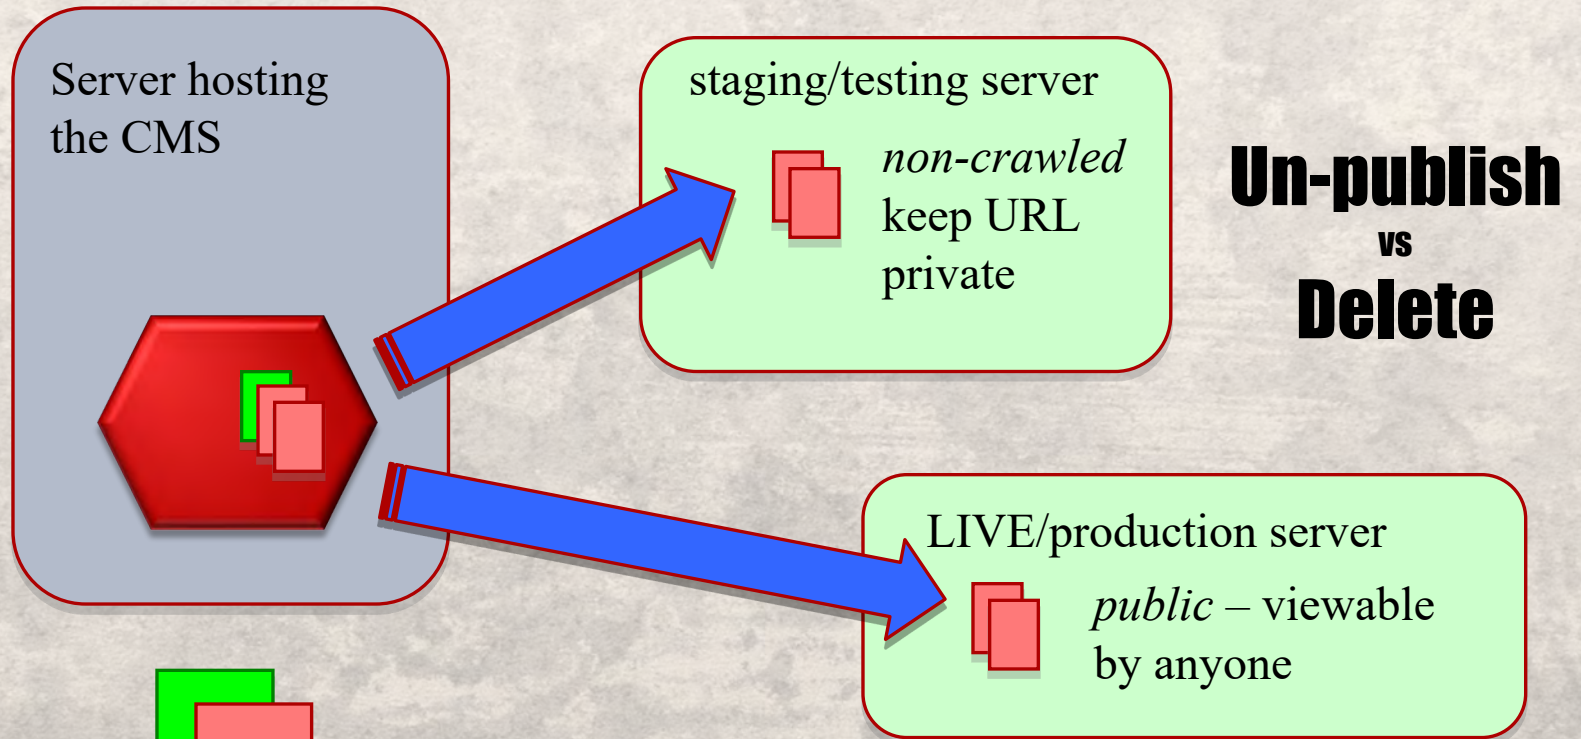 Server hosting
the CMS
staging/testing server
non-crawled
keep URL
private
Un-publish
vs
Delete
LIVE/production server
public – viewable
by anyone